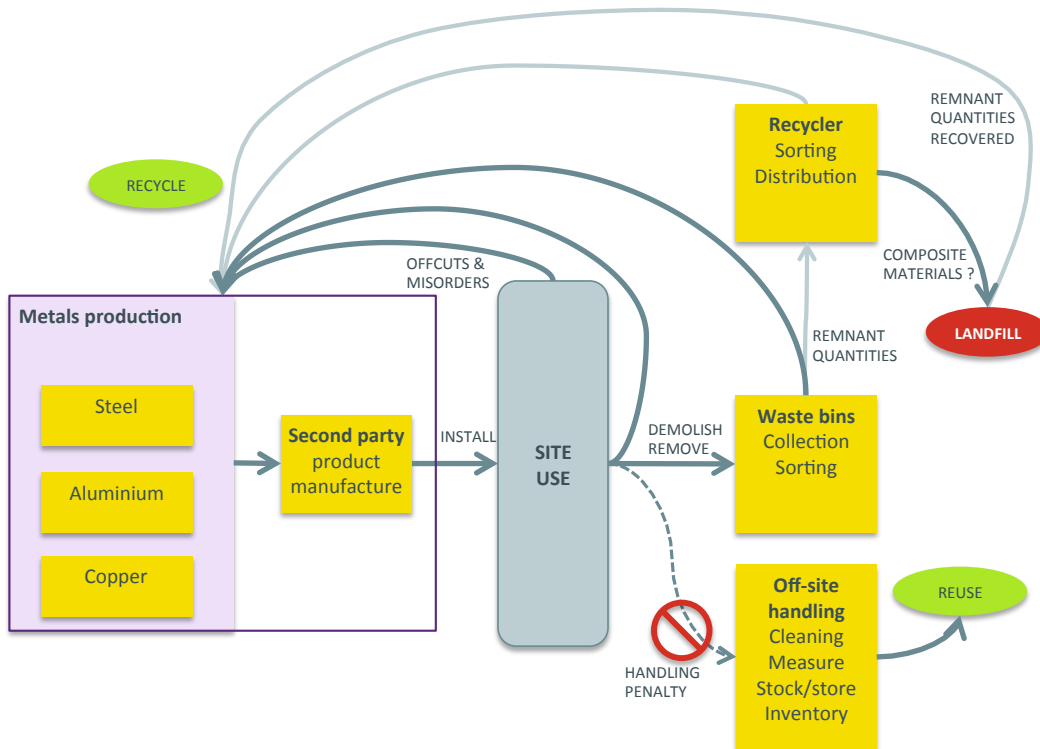 REMNANT
QUANTITIES
RECOVERED
Recycler
Sorting
Distribution
RECYCLE
COMPOSITE
MATERIALS ?
OFFCUTS &
MISORDERS
LANDFILL
Metals production
REMNANT
QUANTITIES
Steel
Second party
product
manufacture
INSTALL
SITE
USE
DEMOLISH
REMOVE
Waste bins
Collection
Sorting
Aluminium
Copper
Off-site
handling
Cleaning
Measure
Stock/store
Inventory
REUSE
HANDLING
PENALTY